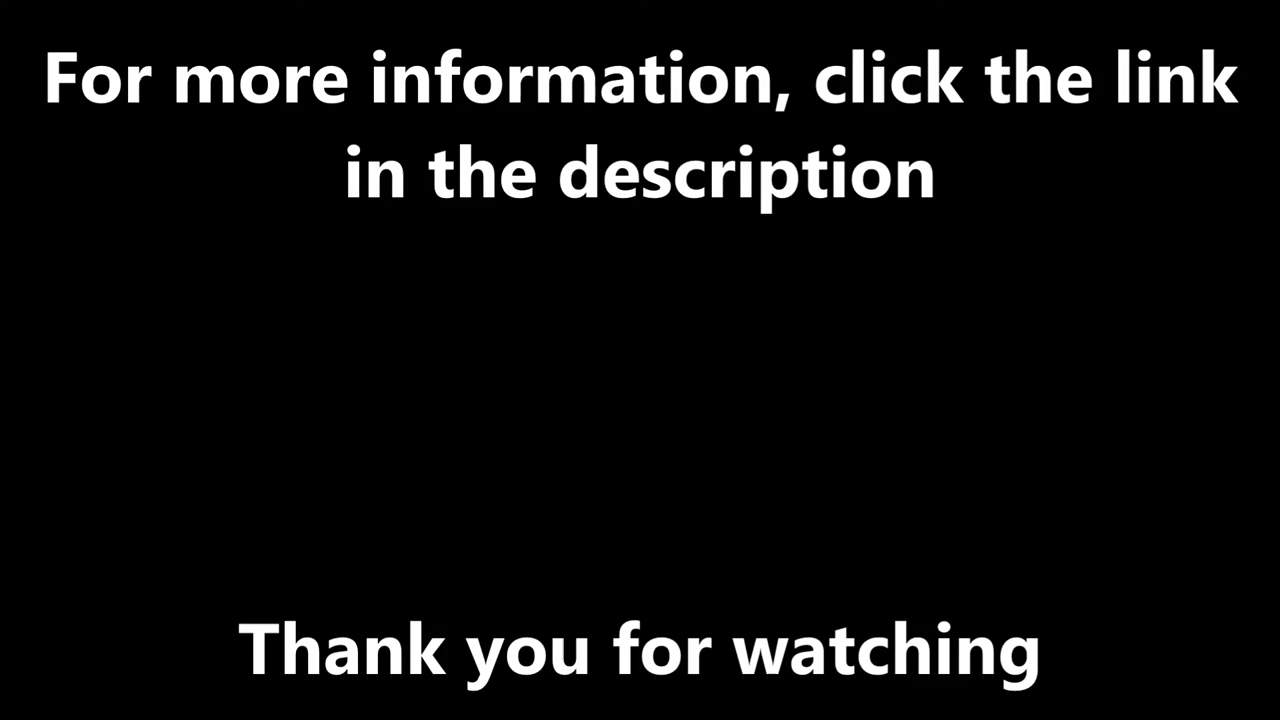 For more information, click the link
in the description
Thank you for watching